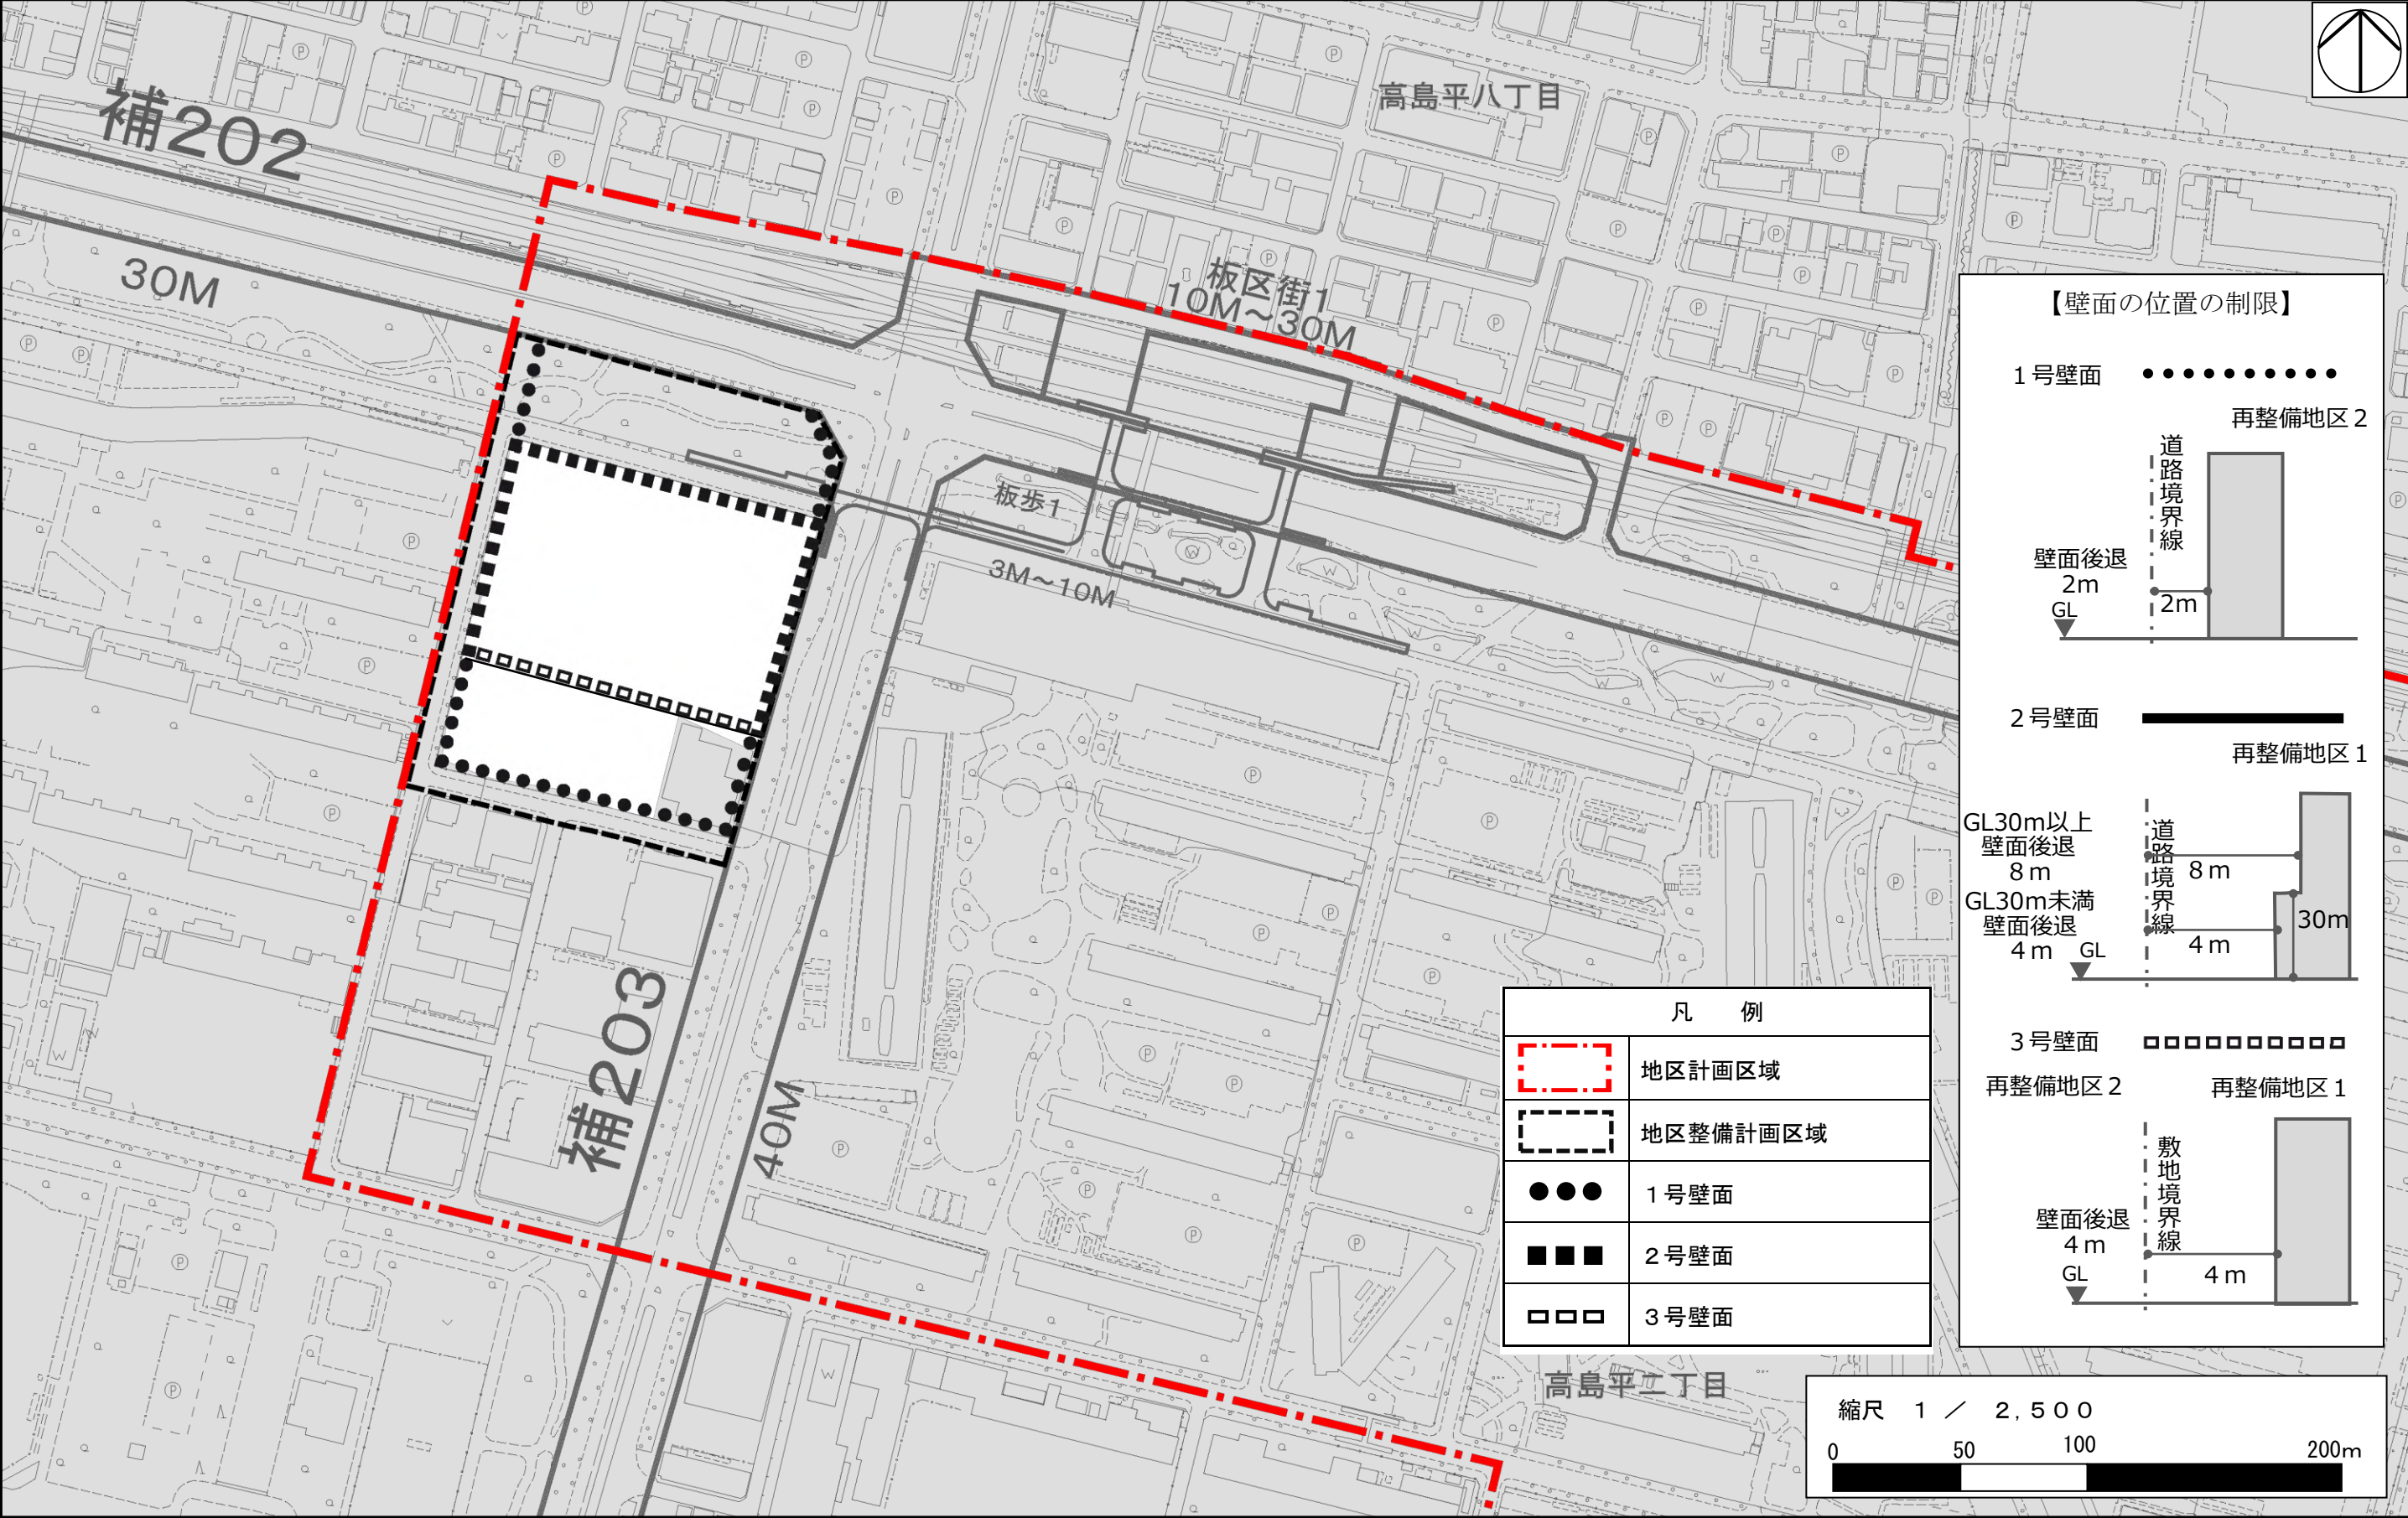 高島平八丁目
補202
30M
板区街1
10M～30M
板歩1
3M～10M
補203
40M
高島平二丁目
【壁面の位置の制限】
１号壁面
再整備地区２
道路境界線
壁面後退
2m
2m
GL
２号壁面
再整備地区１
道路境界線
GL30m以上
壁面後退
８ｍ
８ｍ
GL30m未満
壁面後退
４ｍ
４ｍ
30m
GL
３号壁面
再整備地区２
再整備地区１
敷地境界線
壁面後退
４ｍ
４ｍ
GL
凡　例
地区計画区域
地区整備計画区域
１号壁面
２号壁面
３号壁面
縮尺　１　／　２,５００
0 50 100 200m